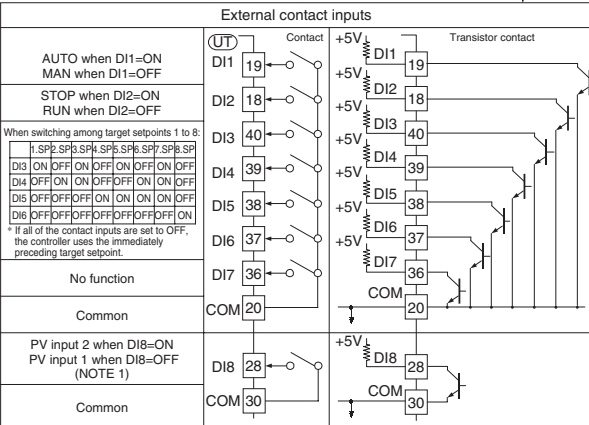 External contact inputs
AUTO when DI1=ON
MAN when DI1=OFF
STOP when DI2=ON
RUN when DI2=OFF
When switching among target setpoints 1 to 8:
1.SP 2.SP 3.SP 4.SP 5.SP 6.SP 7.SP 8.SP
DI3 ON OFF ON OFF ON OFF ON OFF
DI4 OFF ON ON OFF OFF ON ON OFF
DI5 OFF OFF OFF ON ON ON ON OFF
DI6 OFF OFF OFF OFF OFF OFF OFF ON
* If all of the contact inputs are set to OFF,
the controller uses the immediately
preceding target setpoint.
No function
Common
PV input 2 when DI8=ON
PV input 1 when DI8=OFF
(NOTE 1)
Common
UT Contact
DI1 19
DI2 18
DI3 40
DI4 39
DI5 38
DI6 37
DI7 36
COM 20
DI8 28
COM 30
Transistor contact
+5V DI1 19
+5V DI2 18
+5V DI3 40
+5V DI4 39
+5V DI5 38
+5V DI6 37
+5V DI7 36
COM 20
+5V DI8 28
COM 30